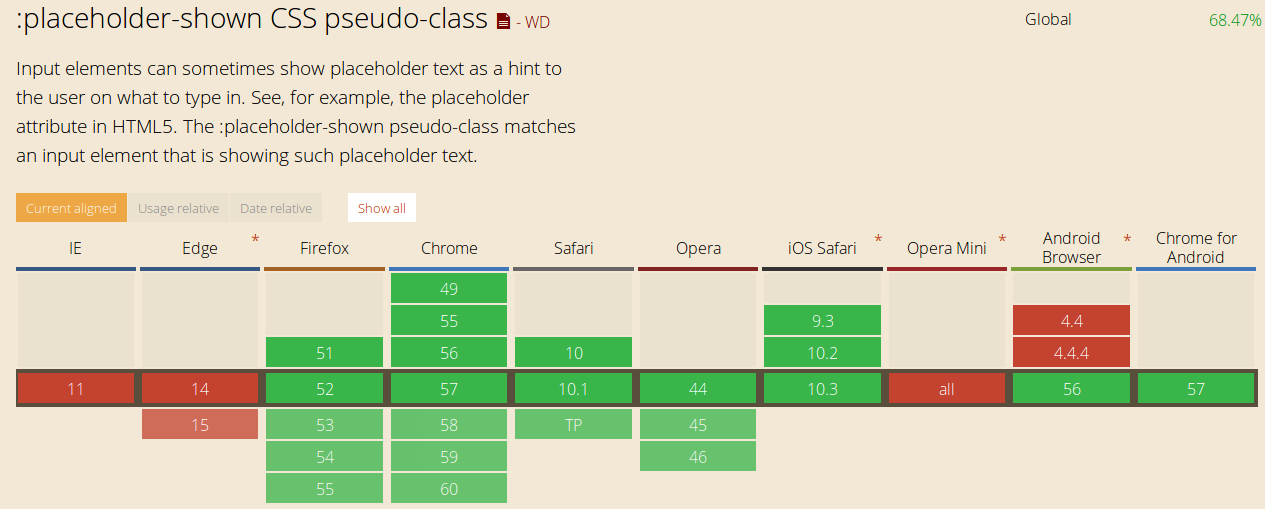 :placeholder-shown CSS pseudo-class - WD
Global 68.47%
Input elements can sometimes show placeholder text as a hint to
the user on what to type in. See, for example, the placeholder
attribute in HTML5. The :placeholder-shown pseudo-class matches
an input element that is showing such placeholder text.
Current aligned Usage relative Date relative Show all
IE Edge * Firefox Chrome Safari Opera iOS Safari * Opera Mini * Android Browser * Chrome for Android
49
55 9.3 4.4
51 56 10 10.2 4.4.4
11 14 52 57 10.1 44 10.3 all 56 57
15 53 58 TP 45
54 59 46
55 60